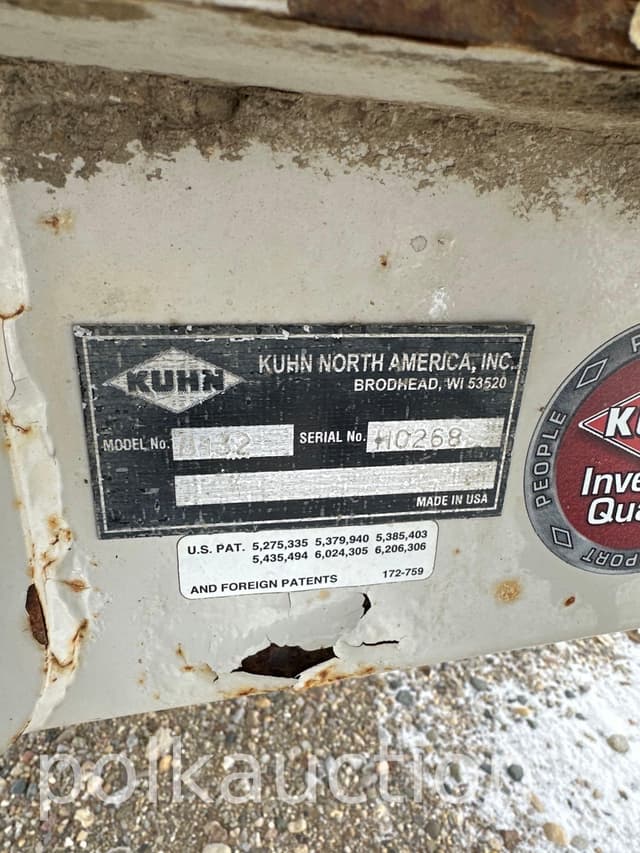 KUHN
KUHN NORTH AMERICA, INC.
BRODHEAD, WI 53520
MODEL No.
SERIAL No. H0268
MADE IN USA
U.S. PAT. 5,275,335 5,379,940 5,385,403
5,435,494 6,024,305 6,206,306
AND FOREIGN PATENTS 172-759
PEOPLE
Inve
Qua
polkauction